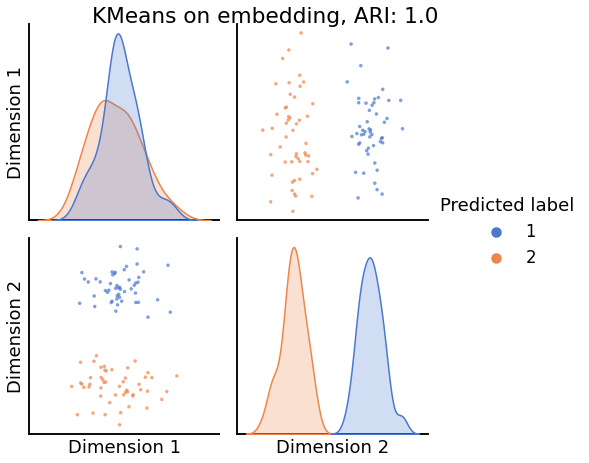 KMeans on embedding, ARI: 1.0
Dimension 1
Predicted label
1
2
Dimension 2
Dimension 1
Dimension 2